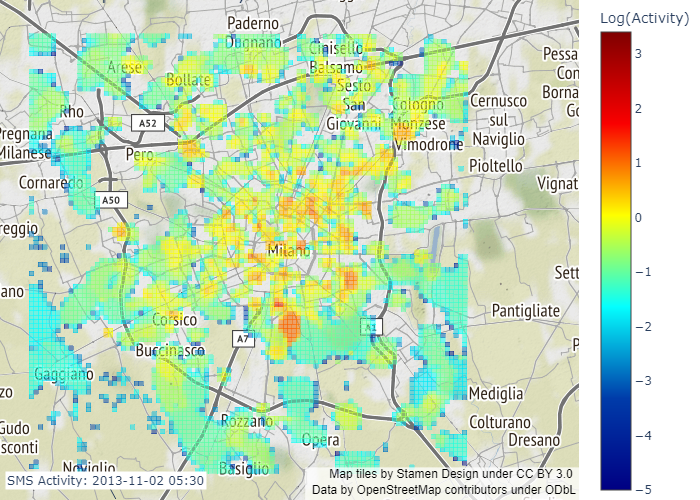 Log(Activity)
Paderno
Dugnano
Cinisello
Balsamo
Pessa
Con
Borna
Go
Arese
Bollate
Sesto
San
Giovanni
Cologno
Monzese
Cernusco
sul
Naviglio
Rho
A52
Pregnana
Milanese
Pero
Vimodrone
Pioltello
Cornaredo
Vignat
A50
reggio
Milano
Sett
ano
Pantigliate
Corsico
A1
A7
P
Buccinasco
Gaggiano
Mediglia
zo
Rozzano
Colturano
Gudo
sconti
Opera
Dresano
Noviglio
Basiglio
SMS Activity: 2013-11-02 05:30
Map tiles by Stamen Design under CC BY 3.0
Data by OpenStreetMap contributors under ODbL
3
2
1
0
−1
−2
−3
−4
−5